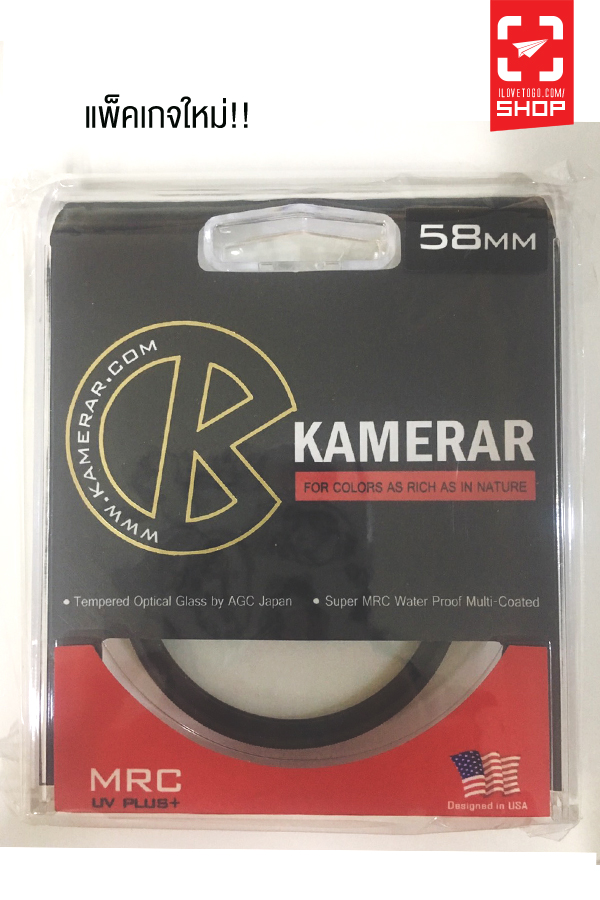 ILOVETOGO.COM/
SHOP
แพ็คเกจใหม่!!
58MM
WWW.KAMERAR.COM
KAMERAR
FOR COLORS AS RICH AS IN NATURE
• Tempered Optical Glass by AGC Japan • Super MRC Water Proof Multi-Coated
MRC
UV PLUS+
Designed in USA